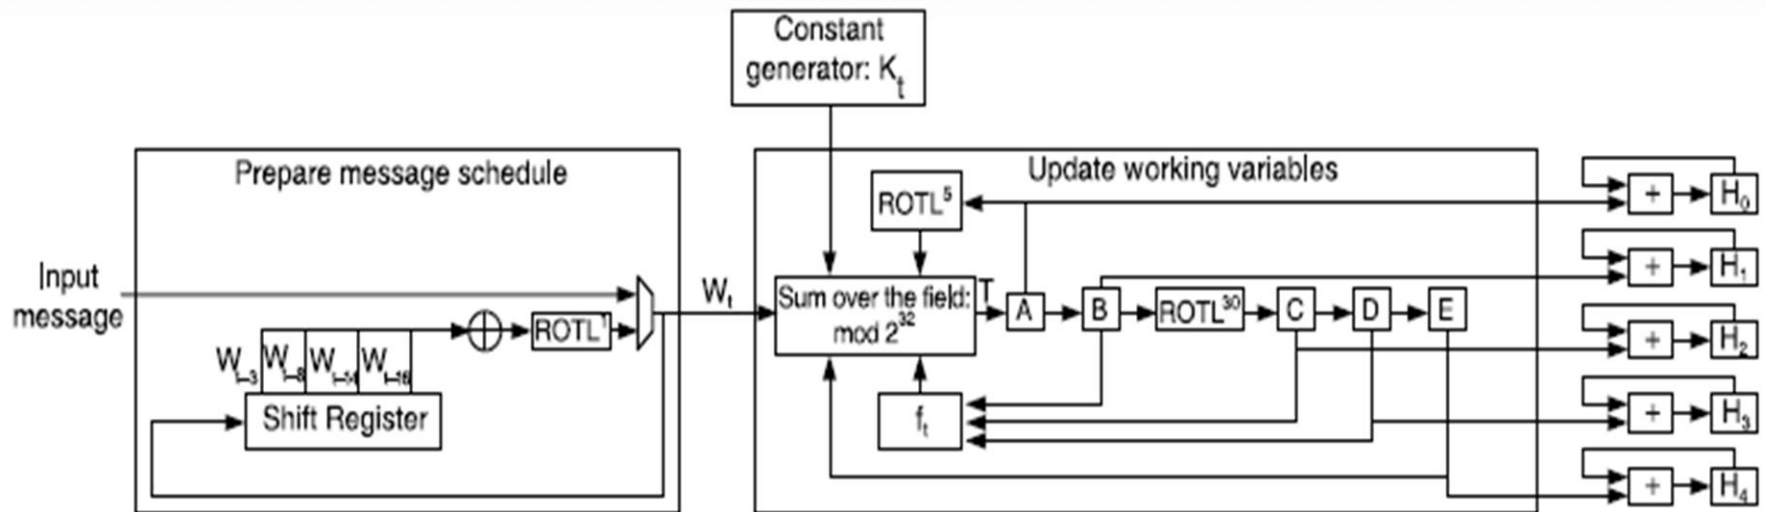 Constant
generator: Kt
Prepare message schedule
Update working variables
ROTL5
+ H0
+ H1
Input
message
Wt
Sum over the field:
mod 2^32
T
A
B
ROTL30
C
D
E
ROTL1
Wt-3 Wt-8 Wt-14 Wt-16
Shift Register
ft
+ H2
+ H3
+ H4